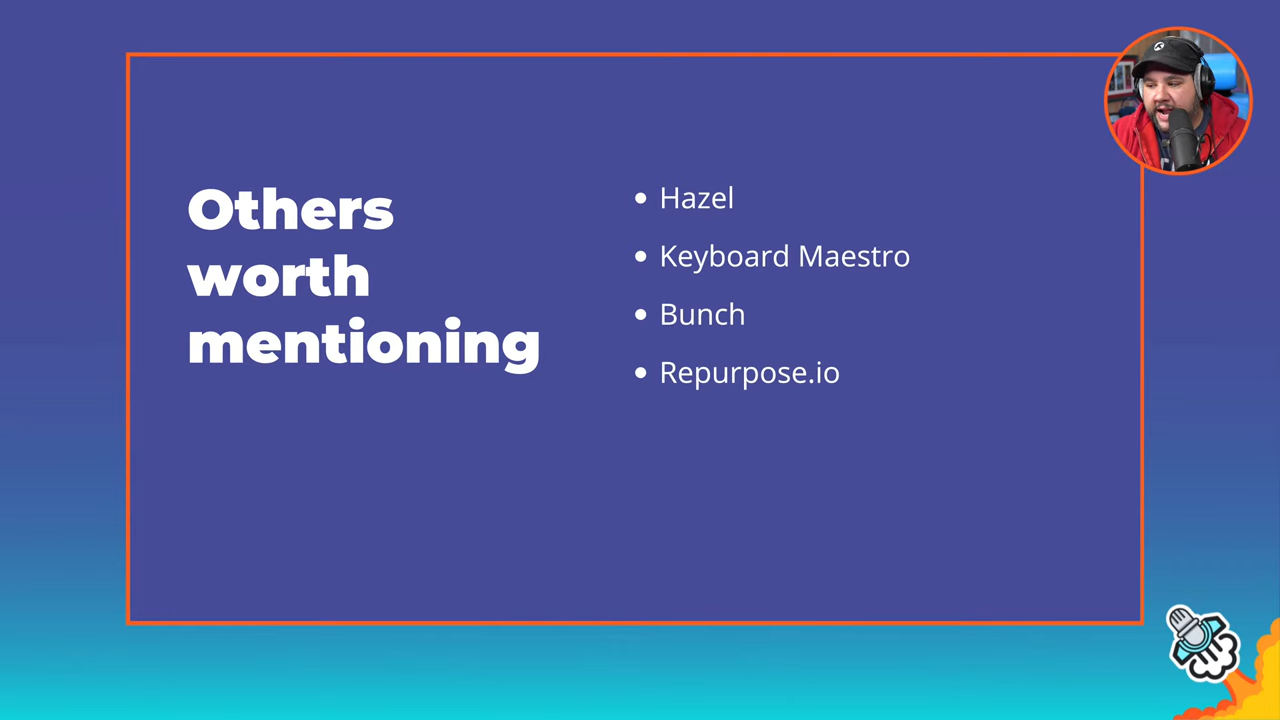 Others
worth
mentioning
Hazel
Keyboard Maestro
Bunch
Repurpose.io